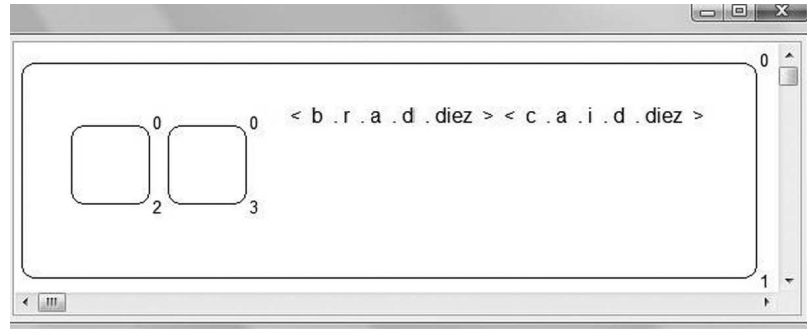 0
0 0 < b .r . a .d .diez > < c .a . i . d . diez >
2 3
1